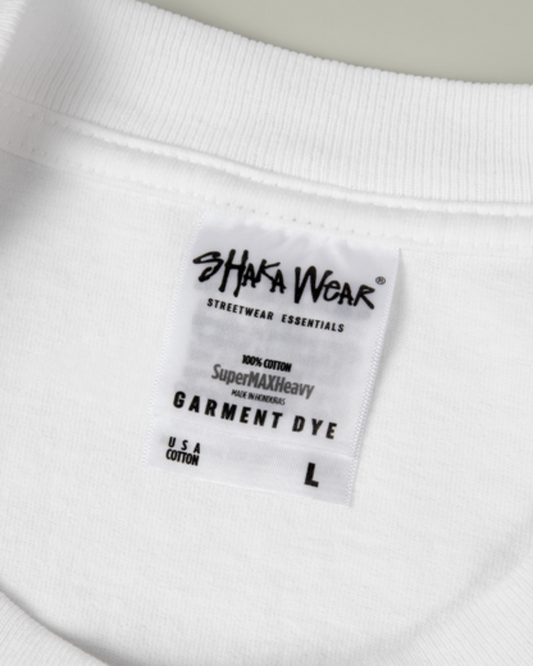 SHAKA WEAR®
STREETWEAR ESSENTIALS
100% COTTON
SuperMAXHeavy
MADE IN HONDURAS
GARMENT DYE
USA
COTTON
L